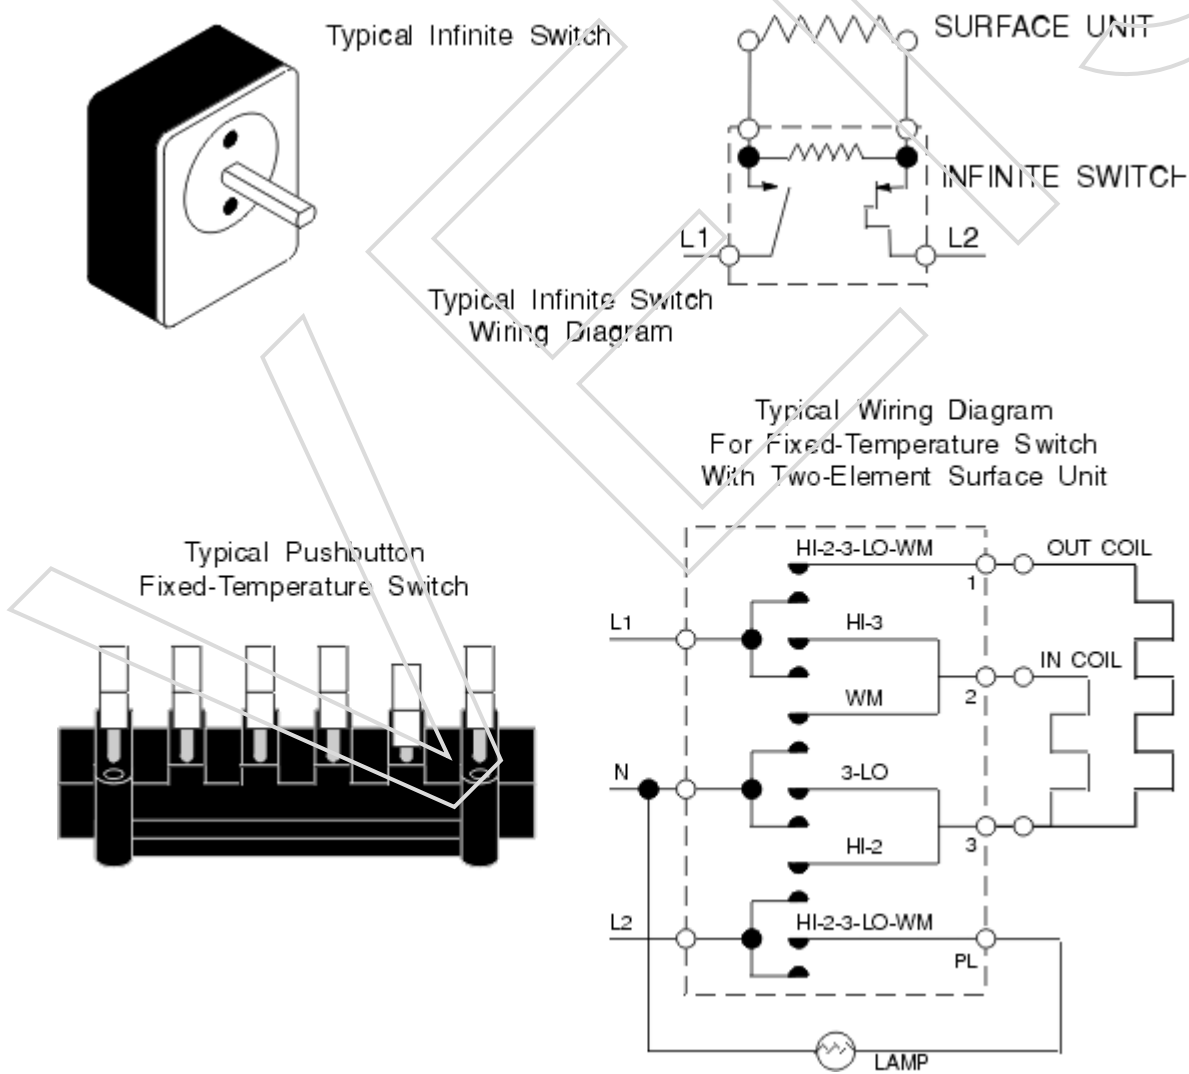 Typical Infinite Switch
SURFACE UNIT
INFINITE SWITCH
L1
L2
Typical Infinite Switch
Wiring Diagram
Typical Wiring Diagram
For Fixed-Temperature Switch
With Two-Element Surface Unit
Typical Pushbutton
Fixed-Temperature Switch
HI-2-3-LO-WM
1
OUT COIL
L1
HI-3
IN COIL
2
WM
N
3-LO
3
HI-2
L2
HI-2-3-LO-WM
PL
LAMP